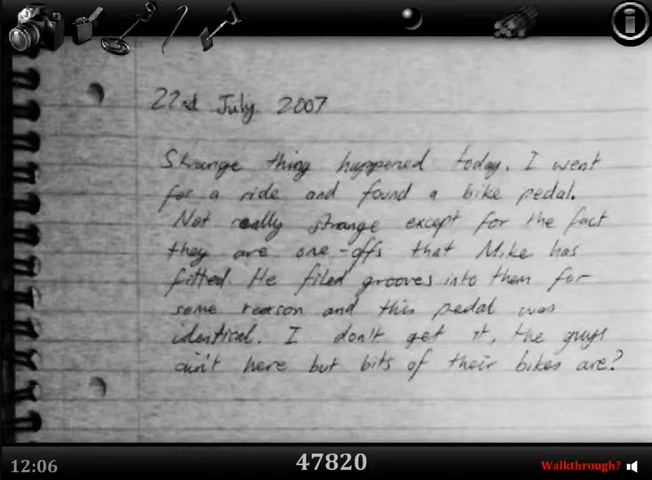 22nd July 2007
Strange thing happened today. I went
for a ride and found a bike pedal.
Not really strange except for the fact
they are one-offs that Mike has
fitted. He filed grooves into them for
some reason and this pedal was
identical. I don't get it, the guys
ain't here but bits of their bikes are?
12:06
47820
Walkthrough?